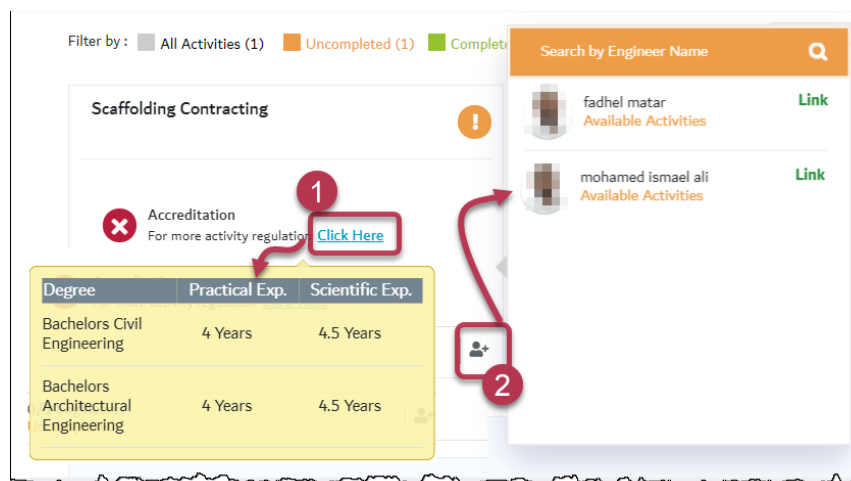 Filter by : All Activities (1) Uncompleted (1) Complete
Search by Engineer Name
Scaffolding Contracting
fadhel matar Link
Available Activities
mohamed ismael ali Link
Available Activities
1
Accreditation
For more activity regulation Click Here
Degree Practical Exp. Scientific Exp.
Bachelors Civil
Engineering
4 Years 4.5 Years
2
Bachelors
Architectural
Engineering
4 Years 4.5 Years